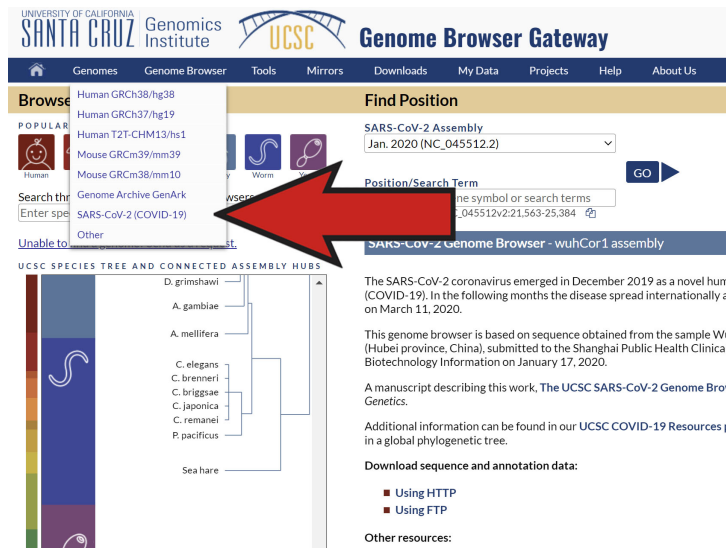 UNIVERSITY OF CALIFORNIA
SANTA CRUZ
Genomics
Institute
UCSC
Genome Browser Gateway
Genomes Genome Browser Tools Mirrors Downloads My Data Projects Help About Us
Human GRCh38/hg38
Human GRCh37/hg19
Human T2T-CHM13/hs1
Mouse GRCm39/mm39
Mouse GRCm38/mm10
Genome Archive GenArk
SARS-CoV-2 (COVID-19)
Other
POPULAR
Human
Worm
Search
Enter
Unable to
UCSC SPECIES TREE AND CONNECTED ASSEMBLY HUBS
D. grimshawi
A. gambiae
A. mellifera
C. elegans
C. brenneri
C. briggsae
C. japonica
C. remanei
P. pacificus
Sea hare
Find Position
SARS-CoV-2 Assembly
Jan. 2020 (NC_045512.2)
Position/Search Term
symbol or search terms
GO
045512v2:21,563-25,384
SARS-CoV-2 Genome Browser - wuhCor1 assembly
The SARS-CoV-2 coronavirus emerged in December 2019 as a novel
(COVID-19). In the following months the disease spread internationally
on March 11, 2020.
This genome browser is based on sequence obtained from the sample
(Hubei province, China), submitted to the Shanghai Public Health
Biotechnology Information on January 17, 2020.
A manuscript describing this work, The UCSC SARS-CoV-2 Genome
Genetics.
Additional information can be found in our UCSC COVID-19 Resources
in a global phylogenetic tree.
Download sequence and annotation data:
Using HTTP
Using FTP
Other resources: